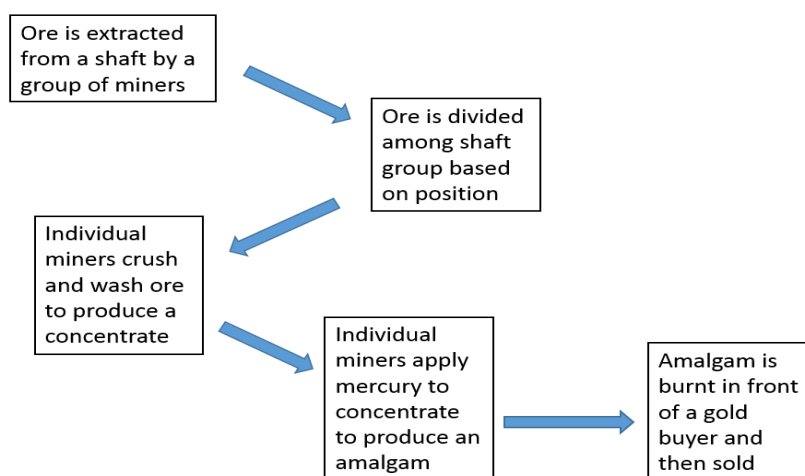 Ore is extracted
from a shaft by a
group of miners
Ore is divided
among shaft
group based
on position
Individual
miners crush
and wash ore
to produce a
concentrate
Individual
miners apply
mercury to
concentrate
to produce an
amalgam
Amalgam is
burnt in front
of a gold
buyer and
then sold